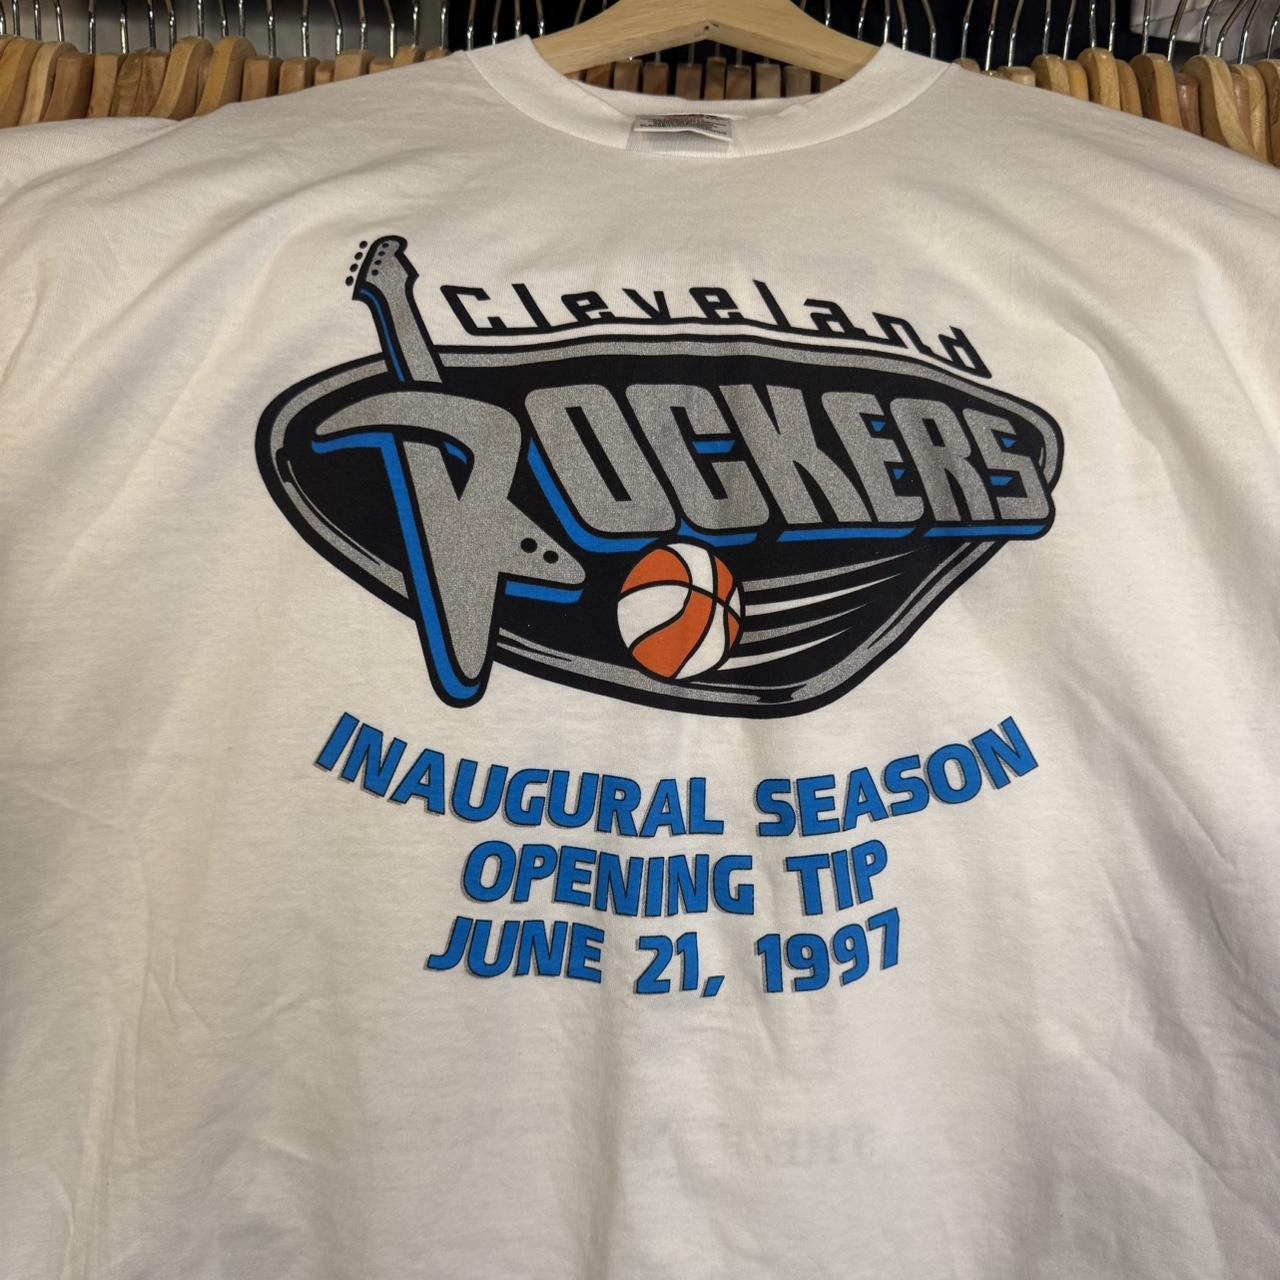 Cleveland
ROCKERS
INAUGURAL SEASON
OPENING TIP
JUNE 21, 1997